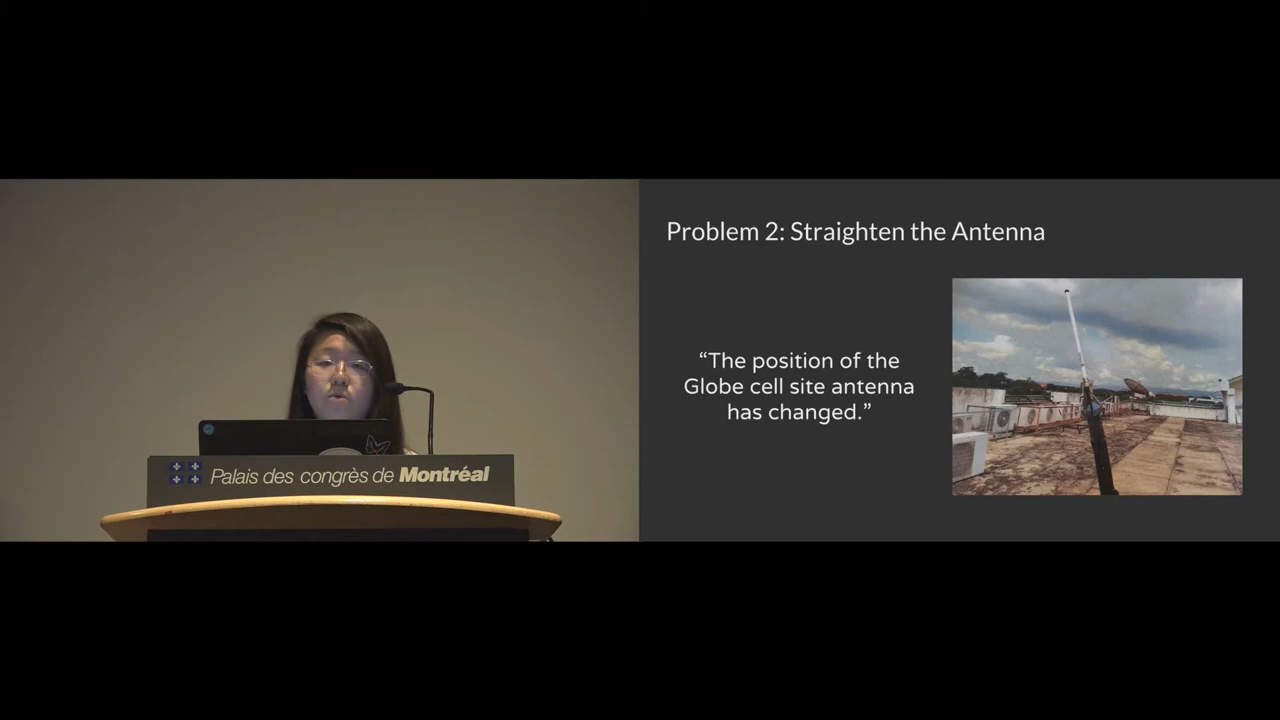 Problem 2: Straighten the Antenna
“The position of the
Globe cell site antenna
has changed.”
Palais des congrès de Montréal